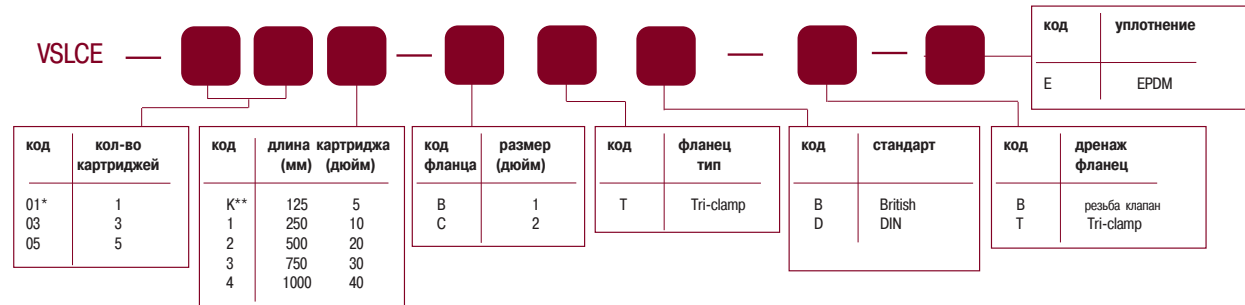 VSLCE — — — —
код уплотнение
E EPDM
код кол-во картриджей
01* 1
03 3
05 5
код длина картриджа
(мм) (дюйм)
K** 125 5
1 250 10
2 500 20
3 750 30
4 1000 40
код размер
фланца (дюйм)
B 1
C 2
код фланец
тип
T Tri-clamp
код стандарт
B British
D DIN
код дренаж
фланец
B резьба клапан
T Tri-clamp